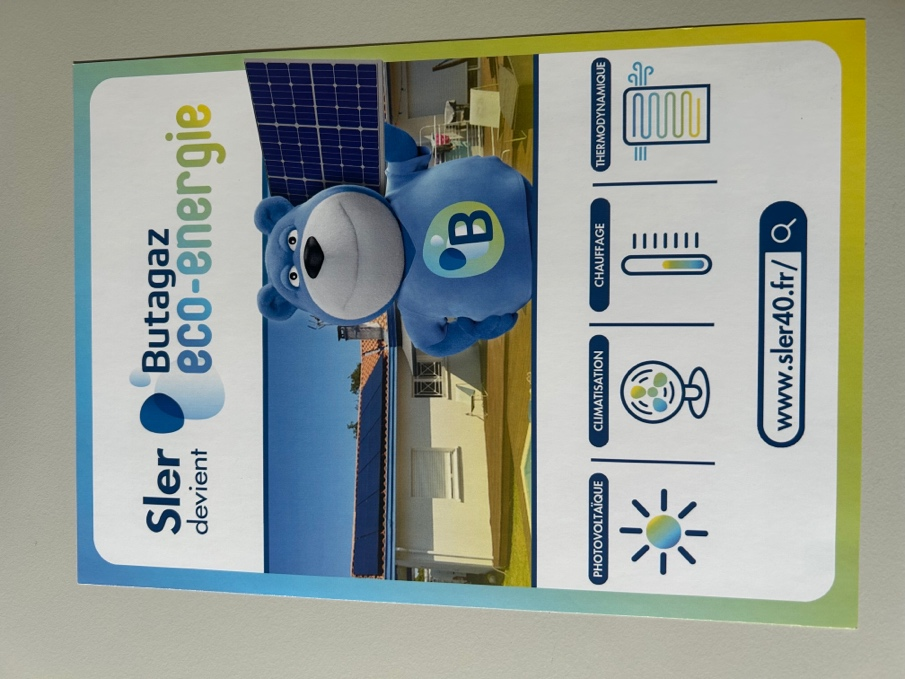 Sler
devient
Butagaz
eco-energie
B
PHOTOVOLTAÏQUE
CLIMATISATION
CHAUFFAGE
THERMODYNAMIQUE
www.sler40.fr/